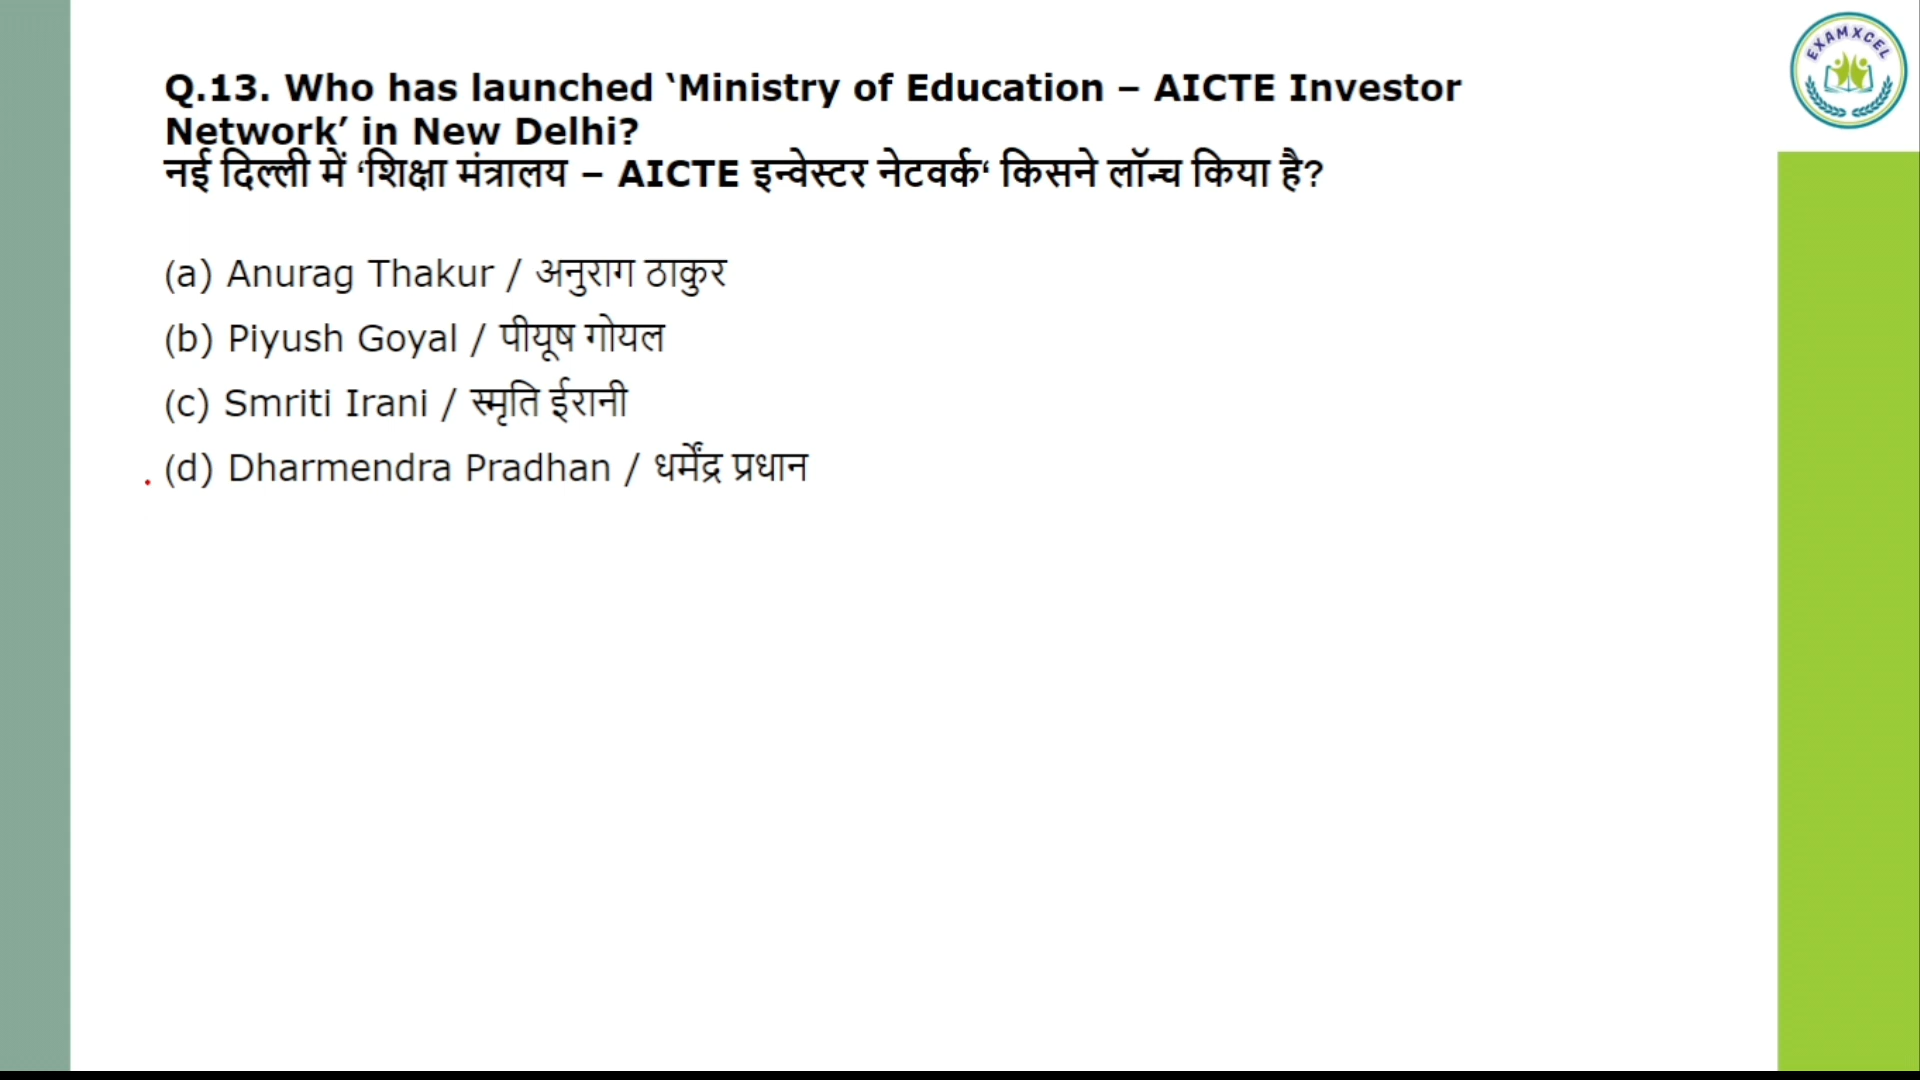 EXAMXCEL
Q.13. Who has launched ‘Ministry of Education – AICTE Investor
Network’ in New Delhi?
नई दिल्ली में ‘शिक्षा मंत्रालय – AICTE इन्वेस्टर नेटवर्क‘ किसने लॉन्च किया है?
(a) Anurag Thakur / अनुराग ठाकुर
(b) Piyush Goyal / पीयूष गोयल
(c) Smriti Irani / स्मृति ईरानी
(d) Dharmendra Pradhan / धर्मेंद्र प्रधान